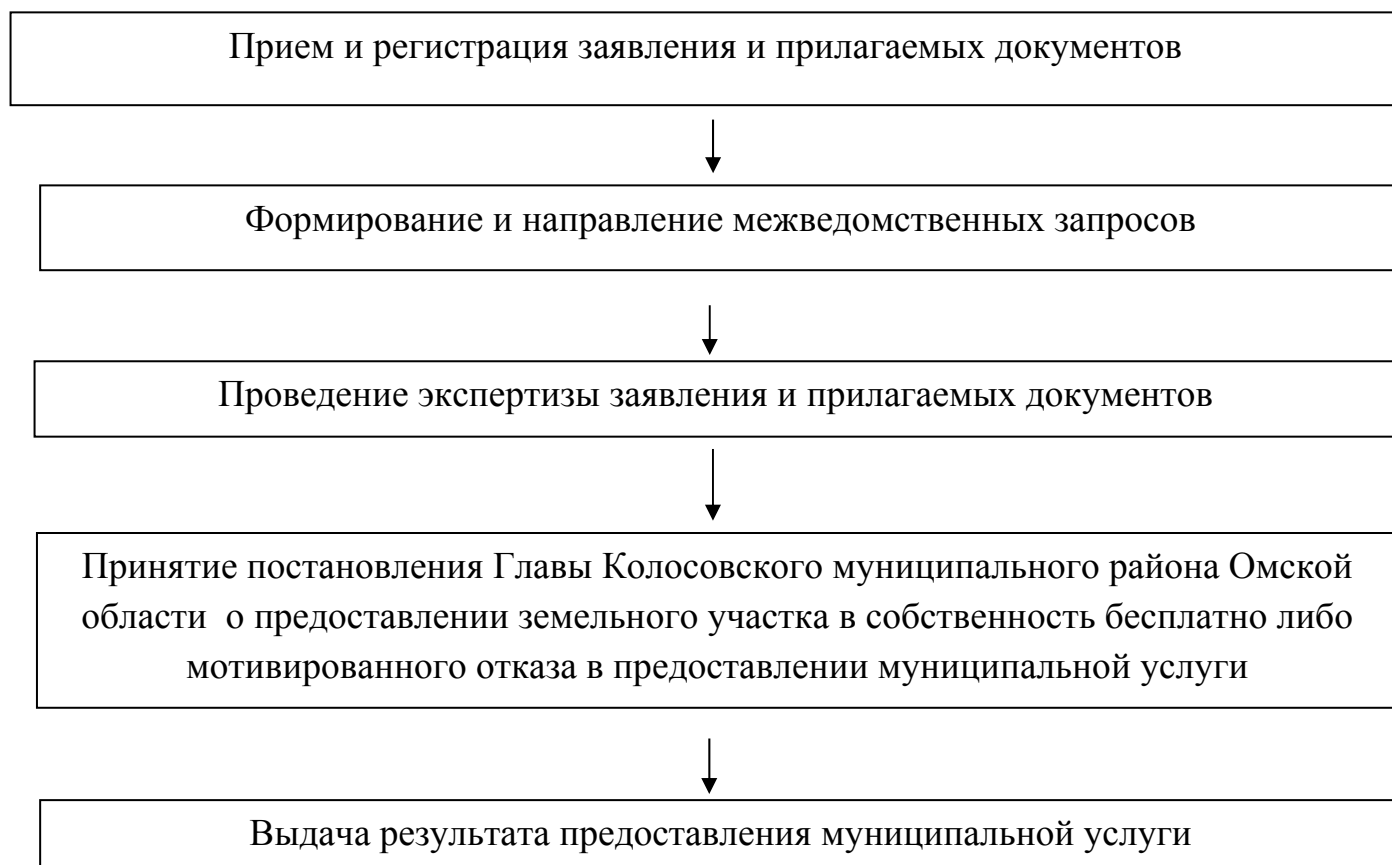 Прием и регистрация заявления и прилагаемых документов
Формирование и направление межведомственных запросов
Проведение экспертизы заявления и прилагаемых документов
Принятие постановления Главы Колосовского муниципального района Омской
области  о предоставлении земельного участка в собственность бесплатно либо
мотивированного отказа в предоставлении муниципальной услуги
Выдача результата предоставления муниципальной услуги